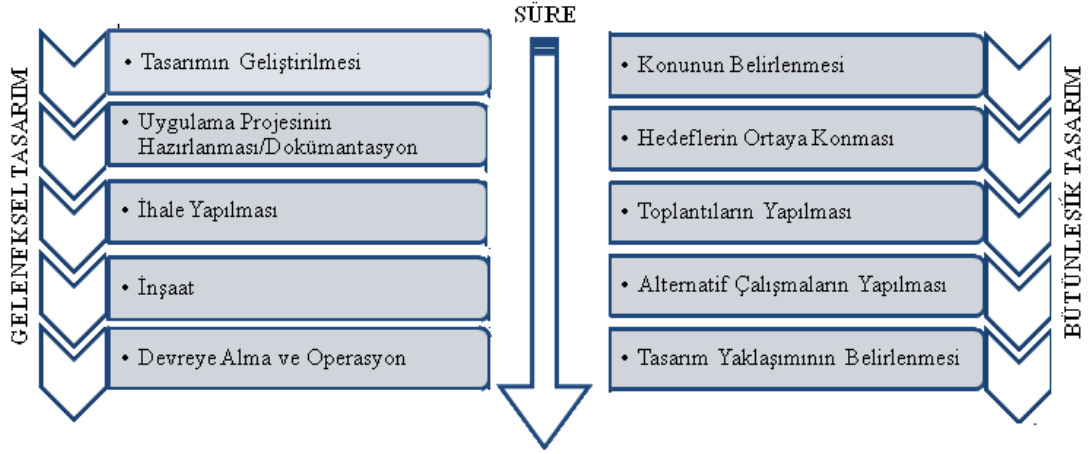 SÜRE
GELENEKSEL TASARIM
• Tasarımın Geliştirilmesi
• Uygulama Projesinin
Hazırlanması/Dokümantasyon
• İhale Yapılması
• İnşaat
• Devreye Alma ve Operasyon
• Konunun Belirlenmesi
• Hedeflerin Ortaya Konması
• Toplantıların Yapılması
• Alternatif Çalışmaların Yapılması
• Tasarım Yaklaşımının Belirlenmesi
BÜTÜNLEŞİK TASARIM